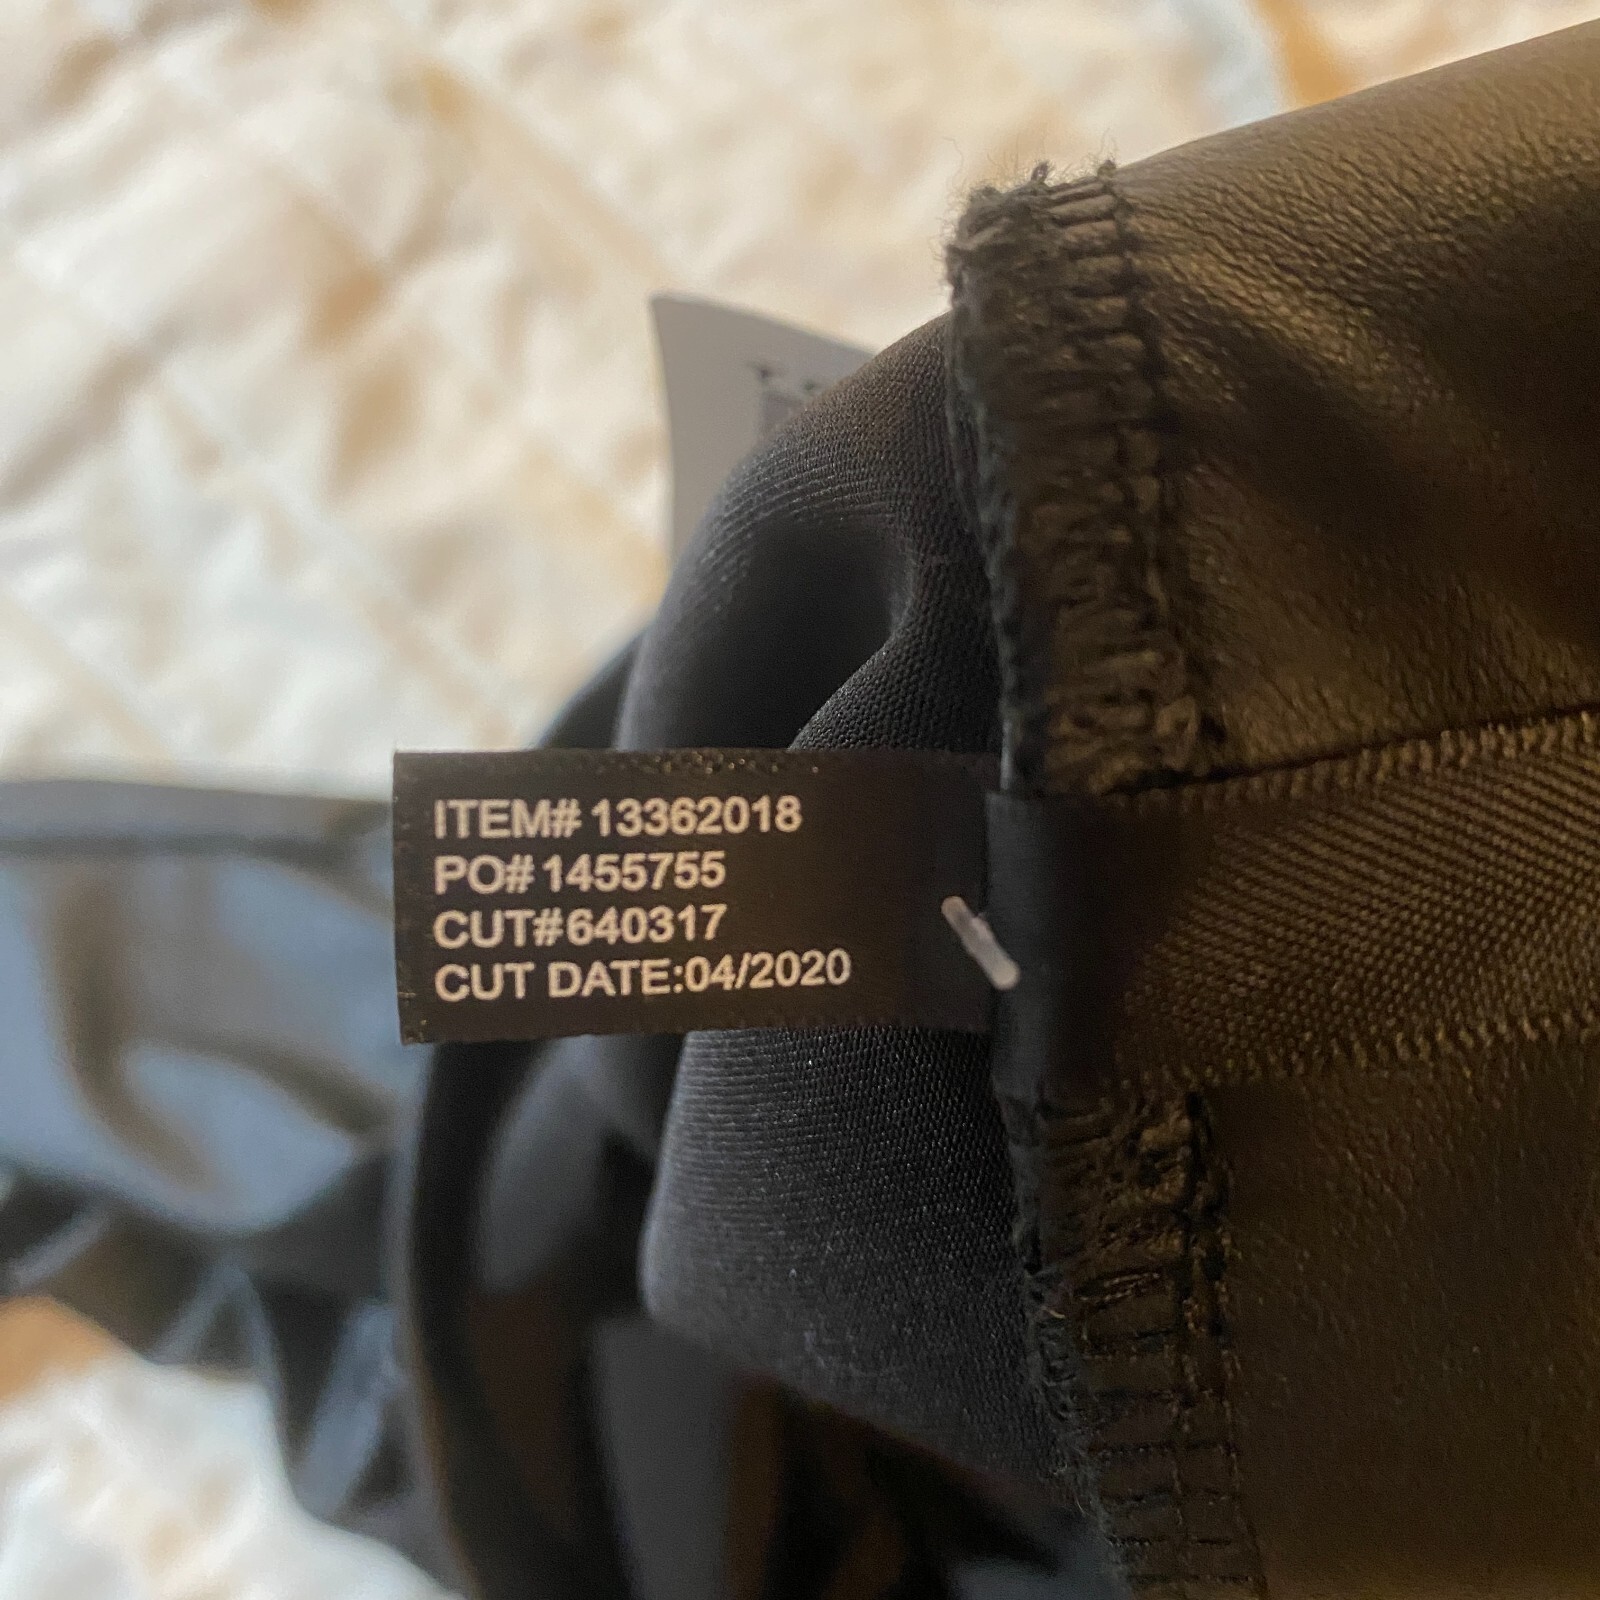 ITEM# 13362018
PO# 1455755
CUT#640317
CUT DATE:04/2020